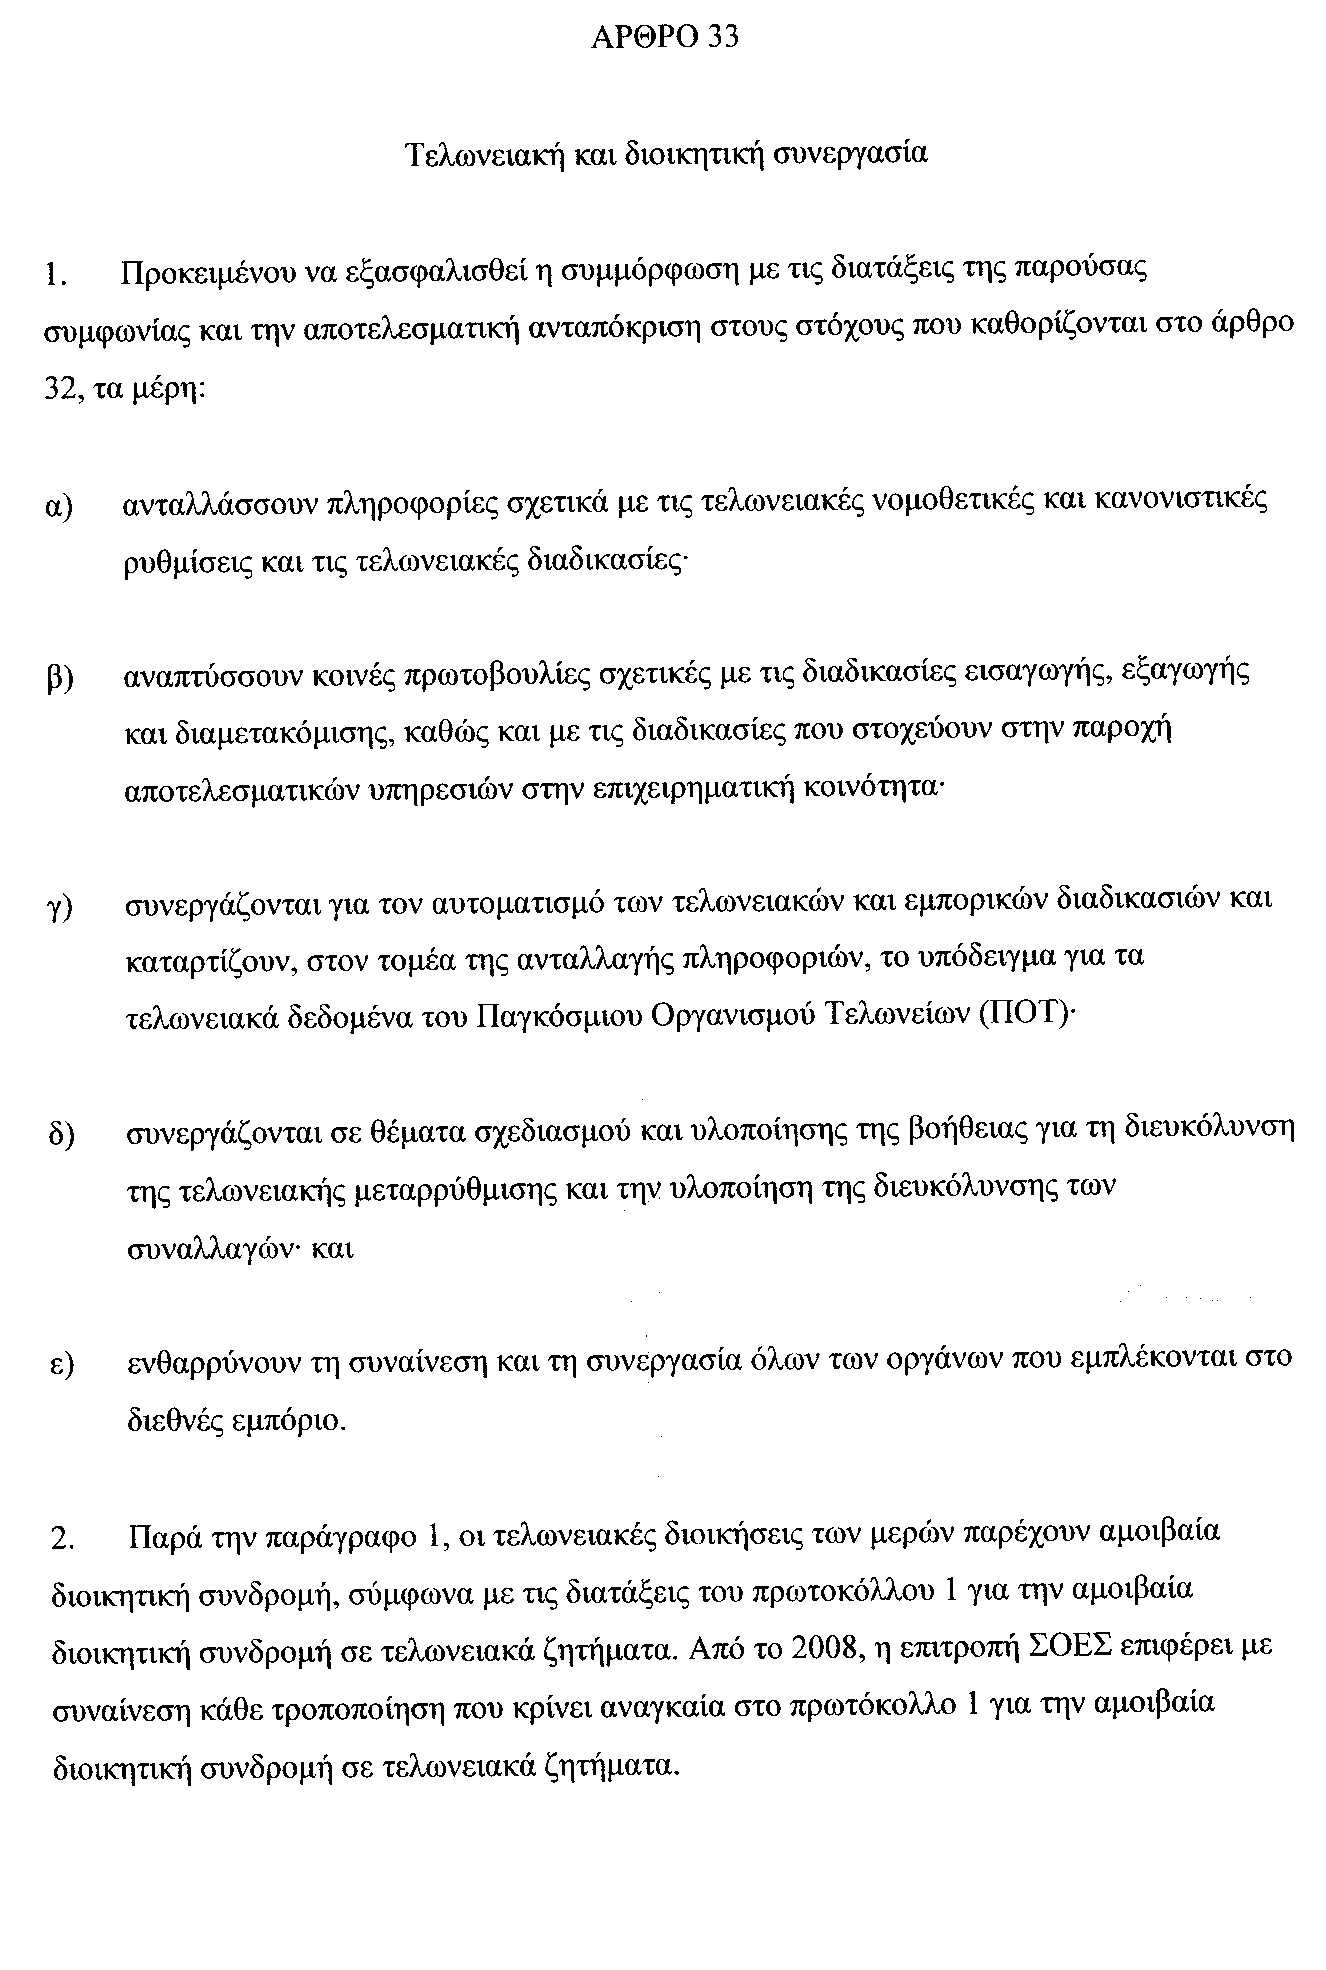 ΑΡΘΡΟ 33
Τελωνειακή και διοικητική συνεργασία
1. Προκειμένου να εξασφαλισθεί η συμμόρφωση με τις διατάξεις της παρούσας
συμφωνίας και την αποτελεσματική ανταπόκριση στους στόχους που καθορίζονται στο άρθρο
32, τα μέρη:
α) ανταλλάσσουν πληροφορίες σχετικά με τις τελωνειακές νομοθετικές και κανονιστικές
ρυθμίσεις και τις τελωνειακές διαδικασίες·
β) αναπτύσσουν κοινές πρωτοβουλίες σχετικές με τις διαδικασίες εισαγωγής, εξαγωγής
και διαμετακόμισης, καθώς και με τις διαδικασίες που στοχεύουν στην παροχή
αποτελεσματικών υπηρεσιών στην επιχειρηματική κοινότητα·
γ) συνεργάζονται για τον αυτοματισμό των τελωνειακών και εμπορικών διαδικασιών και
καταρτίζουν, στον τομέα της ανταλλαγής πληροφοριών, το υπόδειγμα για τα
τελωνειακά δεδομένα του Παγκόσμιου Οργανισμού Τελωνείων (ΠΟΤ)·
δ) συνεργάζονται σε θέματα σχεδιασμού και υλοποίησης της βοήθειας για τη διευκόλυνση
της τελωνειακής μεταρρύθμισης και την υλοποίηση της διευκόλυνσης των
συναλλαγών· και
ε) ενθαρρύνουν τη συναίνεση και τη συνεργασία όλων των οργάνων που εμπλέκονται στο
διεθνές εμπόριο.
2. Παρά την παράγραφο 1, οι τελωνειακές διοικήσεις των μερών παρέχουν αμοιβαία
διοικητική συνδρομή, σύμφωνα με τις διατάξεις του πρωτοκόλλου 1 για την αμοιβαία
διοικητική συνδρομή σε τελωνειακά ζητήματα. Από το 2008, η επιτροπή ΣΟΕΣ επιφέρει με
συναίνεση κάθε τροποποίηση που κρίνει αναγκαία στο πρωτόκολλο 1 για την αμοιβαία
διοικητική συνδρομή σε τελωνειακά ζητήματα.